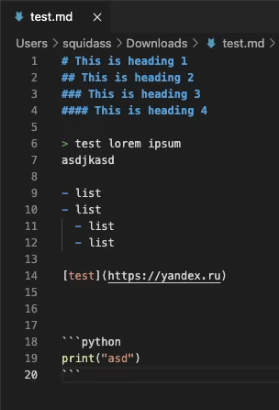 test.md ×
Users > squidass > Downloads > test.md >
1 # This is heading 1
2 ## This is heading 2
3 ### This is heading 3
4 #### This is heading 4
5
6 > test lorem ipsum
7 asdjkasd
8
9 - list
10 - list
11   - list
12   - list
13
14 [test](https://yandex.ru)
15
16
17
18 ```python
19 print("asd")
20 ```